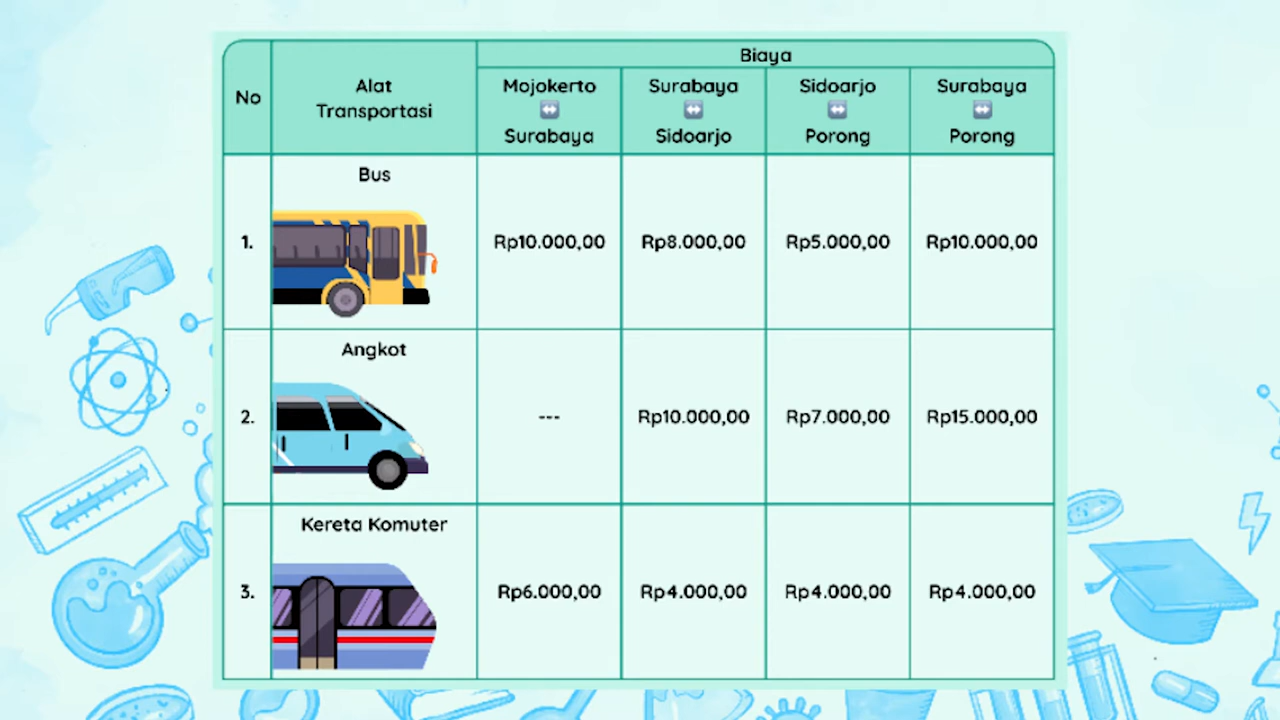 No
Alat
Transportasi
Biaya
Mojokerto
↔
Surabaya
Surabaya
↔
Sidoarjo
Sidoarjo
↔
Porong
Surabaya
↔
Porong
1.
Bus
Rp10.000,00
Rp8.000,00
Rp5.000,00
Rp10.000,00
2.
Angkot
---
Rp10.000,00
Rp7.000,00
Rp15.000,00
3.
Kereta Komuter
Rp6.000,00
Rp4.000,00
Rp4.000,00
Rp4.000,00